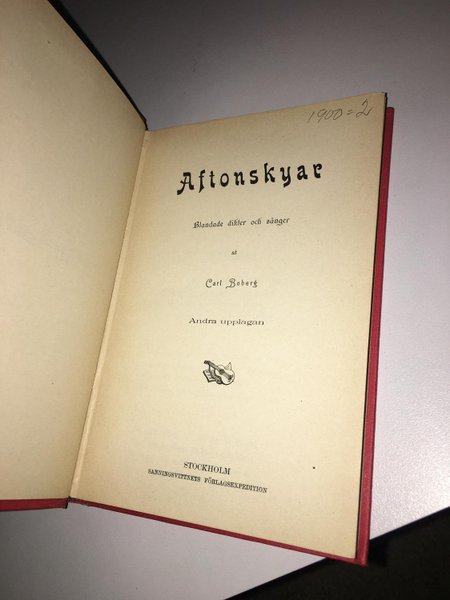 1900=2
Aftonskyar
Blandade dikter och sånger
af
Carl Boberg
Andra upplagan
STOCKHOLM
SANNINGSVITTNETS FÖRLAGSEXPEDITION